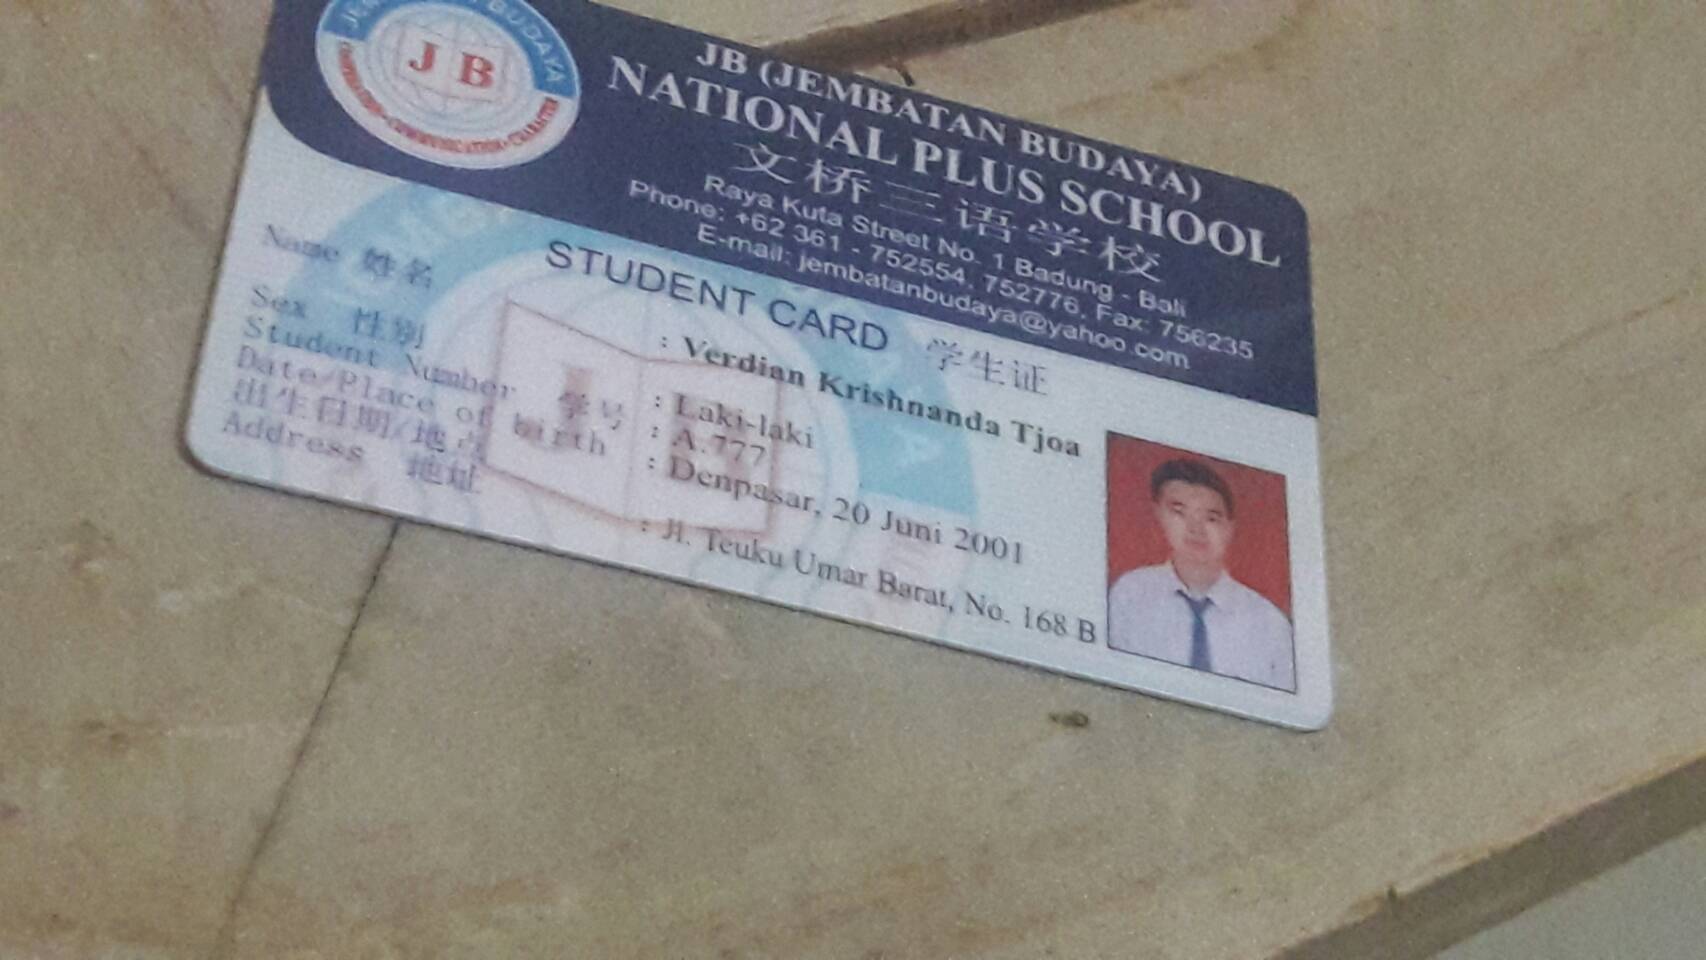 JEMBATAN BUDAYA
JB
COMMUNICATION • CHARACTER
JB (JEMBATAN BUDAYA)
NATIONAL PLUS SCHOOL
文桥三语学校
Raya Kuta Street No. 1 Badung - Bali
Phone: +62 361 - 752554, 752776, Fax: 756235
E-mail: jembatanbudaya@yahoo.com
STUDENT CARD 学生证
Name 姓名 : Verdian Krishnanda Tjoa
Sex 性别 : Laki-laki
Student Number 学号 : A.777
Date/Place of birth : Denpasar, 20 Juni 2001
出生日期/地点
Address 地址 : Jl. Teuku Umar Barat, No. 168 B